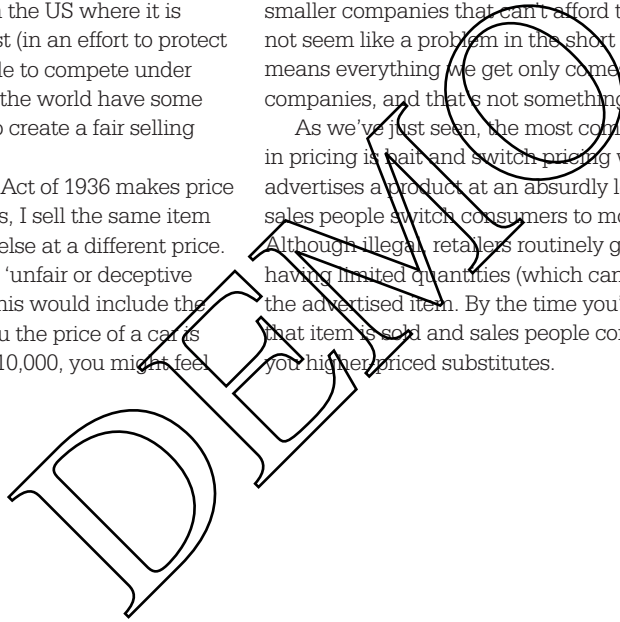 the US where it is
st (in an effort to protect
le to compete under
the world have some
create a fair selling
Act of 1936 makes price
s, I sell the same item
else at a different price.
'unfair or deceptive
his would include the
u the price of a car is
10,000, you might feel
smaller companies that can't afford
not seem like a problem in the short
means everything we get only come
companies, and that's not something
As we've just seen, the most com
in pricing is bait and switch pricing
advertises a product at an absurdly l
sales people switch consumers to mo
Although illegal, retailers routinely g
having limited quantities (which can
the advertised item. By the time you'
that item is sold and sales people co
you higher-priced substitutes.
DEMO